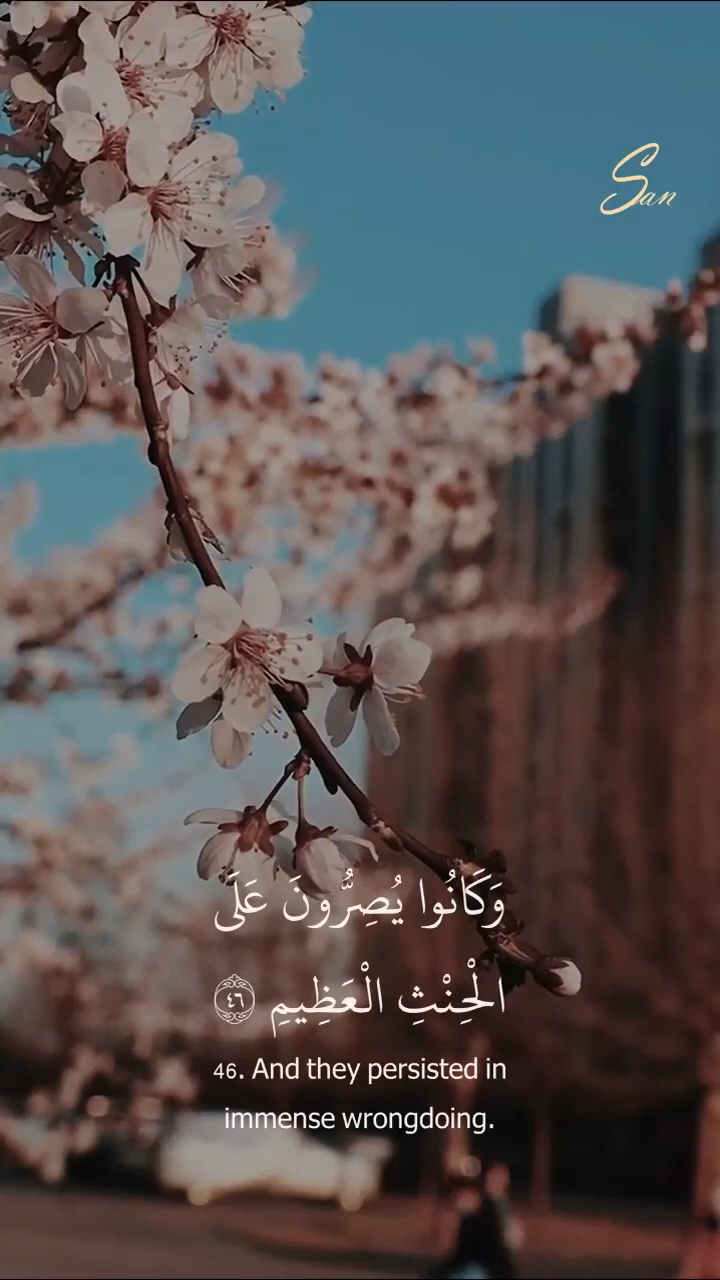 San
وَكَانُوا يُصِرُّونَ عَلَى
الْحِنْثِ الْعَظِيمِ ٤٦
46. And they persisted in
immense wrongdoing.